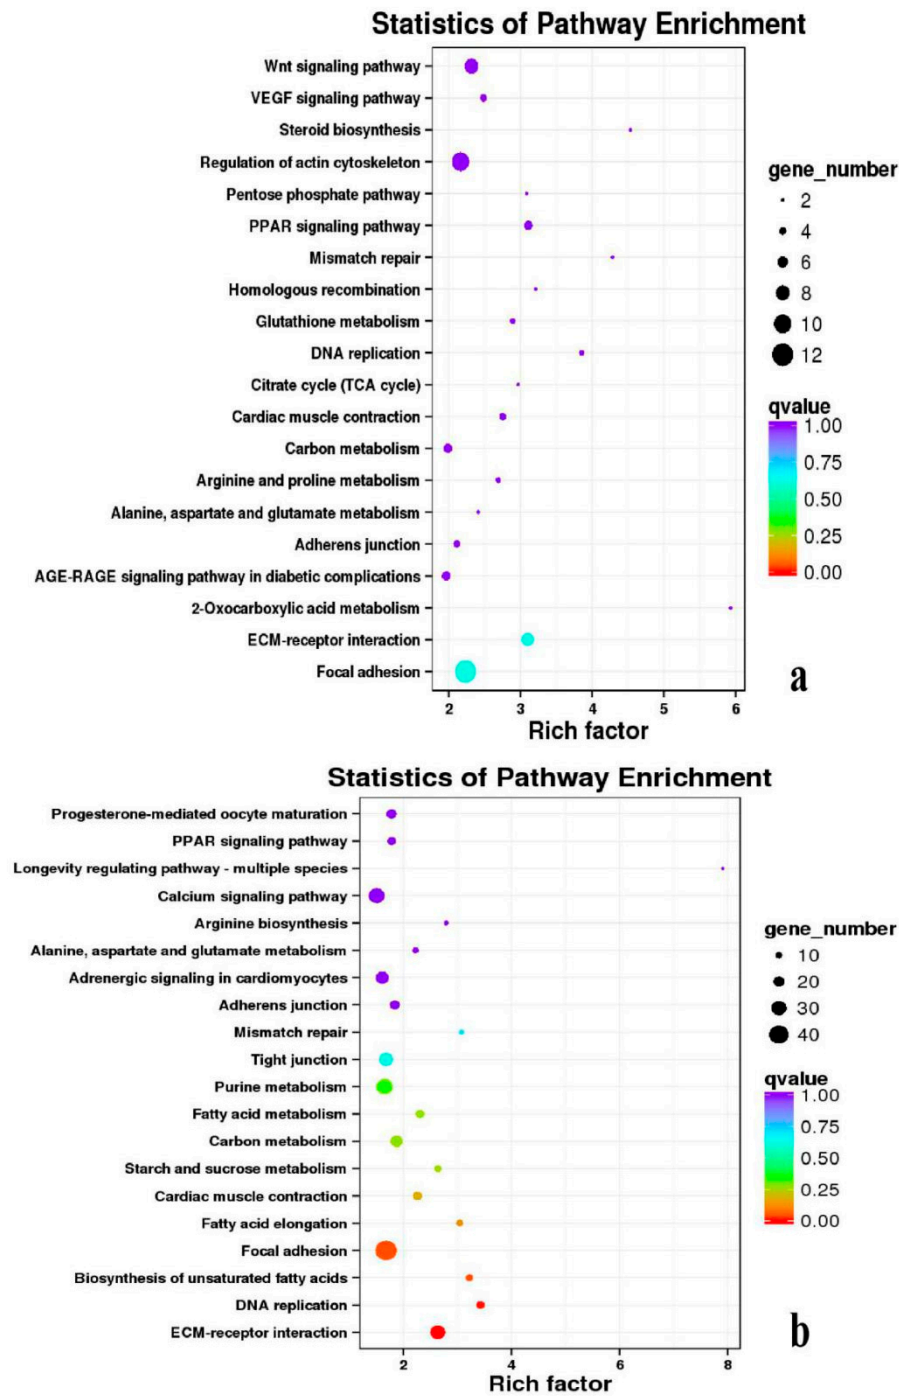 Statistics of Pathway Enrichment
Wnt signaling pathway
VEGF signaling pathway
Steroid biosynthesis
Regulation of actin cytoskeleton
Pentose phosphate pathway
PPAR signaling pathway
Mismatch repair
Homologous recombination
Glutathione metabolism
DNA replication
Citrate cycle (TCA cycle)
Cardiac muscle contraction
Carbon metabolism
Arginine and proline metabolism
Alanine, aspartate and glutamate metabolism
Adherens junction
AGE-RAGE signaling pathway in diabetic complications
2-Oxocarboxylic acid metabolism
ECM-receptor interaction
Focal adhesion
2 3 4 5 6
Rich factor
gene_number
2
4
6
8
10
12
qvalue
1.00
0.75
0.50
0.25
0.00
a
Statistics of Pathway Enrichment
Progesterone-mediated oocyte maturation
PPAR signaling pathway
Longevity regulating pathway - multiple species
Calcium signaling pathway
Arginine biosynthesis
Alanine, aspartate and glutamate metabolism
Adrenergic signaling in cardiomyocytes
Adherens junction
Mismatch repair
Tight junction
Purine metabolism
Fatty acid metabolism
Carbon metabolism
Starch and sucrose metabolism
Cardiac muscle contraction
Fatty acid elongation
Focal adhesion
Biosynthesis of unsaturated fatty acids
DNA replication
ECM-receptor interaction
2 4 6 8
Rich factor
gene_number
10
20
30
40
qvalue
1.00
0.75
0.50
0.25
0.00
b